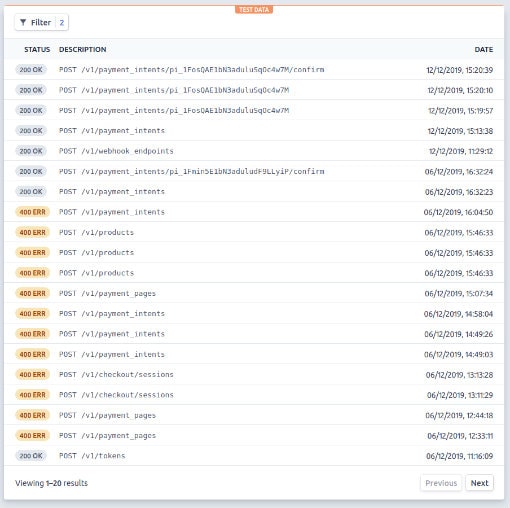 TEST DATA
Filter 2
STATUS DESCRIPTION DATE
200 OK POST /v1/payment_intents/pi_1FosQAE1bN3aduluSqOc4w7M/confirm 12/12/2019, 15:20:39
200 OK POST /v1/payment_intents/pi_1FosQAE1bN3aduluSqOc4w7M 12/12/2019, 15:20:10
200 OK POST /v1/payment_intents/pi_1FosQAE1bN3aduluSqOc4w7M 12/12/2019, 15:19:57
200 OK POST /v1/payment_intents 12/12/2019, 15:13:38
200 OK POST /v1/webhook_endpoints 12/12/2019, 11:29:12
200 OK POST /v1/payment_intents/pi_1Fmin5E1bN3aduludF9LLyiP/confirm 06/12/2019, 16:32:24
200 OK POST /v1/payment_intents 06/12/2019, 16:32:23
400 ERR POST /v1/payment_intents 06/12/2019, 16:04:50
400 ERR POST /v1/products 06/12/2019, 15:46:33
400 ERR POST /v1/products 06/12/2019, 15:46:33
400 ERR POST /v1/products 06/12/2019, 15:46:33
400 ERR POST /v1/payment_pages 06/12/2019, 15:07:34
400 ERR POST /v1/payment_intents 06/12/2019, 14:58:04
400 ERR POST /v1/payment_intents 06/12/2019, 14:49:26
400 ERR POST /v1/payment_intents 06/12/2019, 14:49:03
400 ERR POST /v1/checkout/sessions 06/12/2019, 13:13:28
400 ERR POST /v1/checkout/sessions 06/12/2019, 13:11:29
400 ERR POST /v1/payment_pages 06/12/2019, 12:44:18
400 ERR POST /v1/payment_pages 06/12/2019, 12:33:11
200 OK POST /v1/tokens 06/12/2019, 11:16:09
Viewing 1–20 results Previous Next